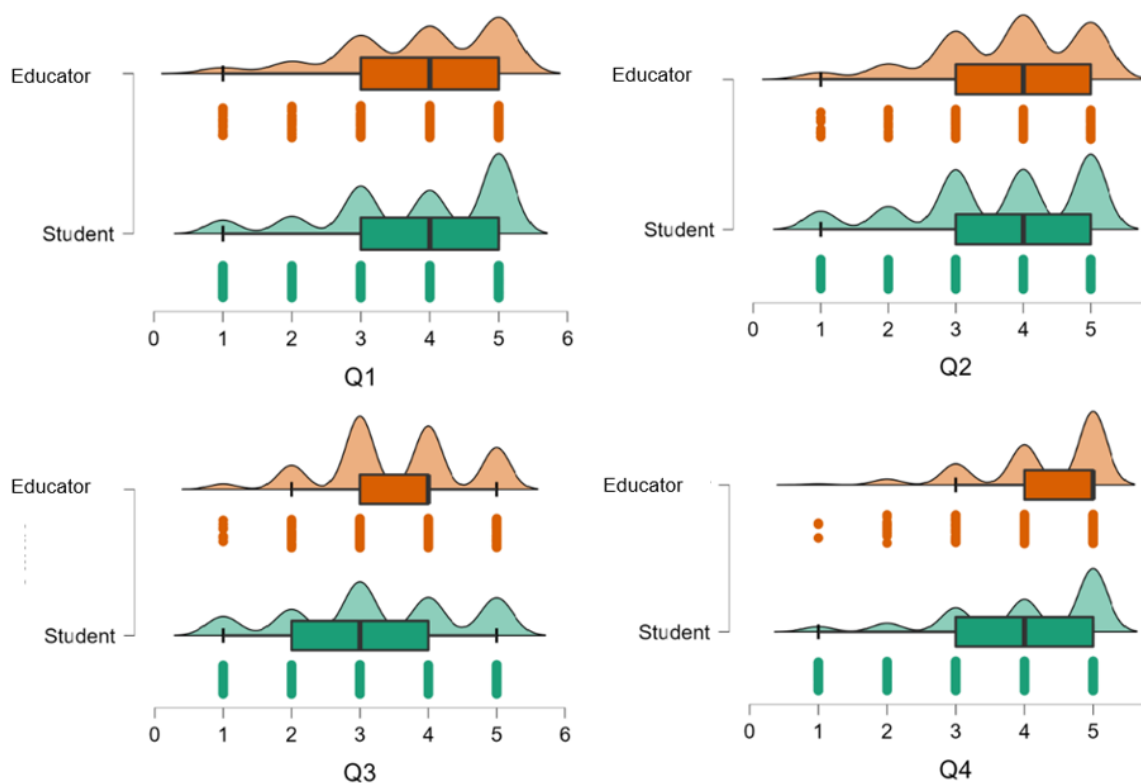 Educator
Student
0 1 2 3 4 5 6
Q1
Educator
Student
0 1 2 3 4 5
Q2
Educator
Student
0 1 2 3 4 5 6
Q3
Educator
Student
0 1 2 3 4 5
Q4